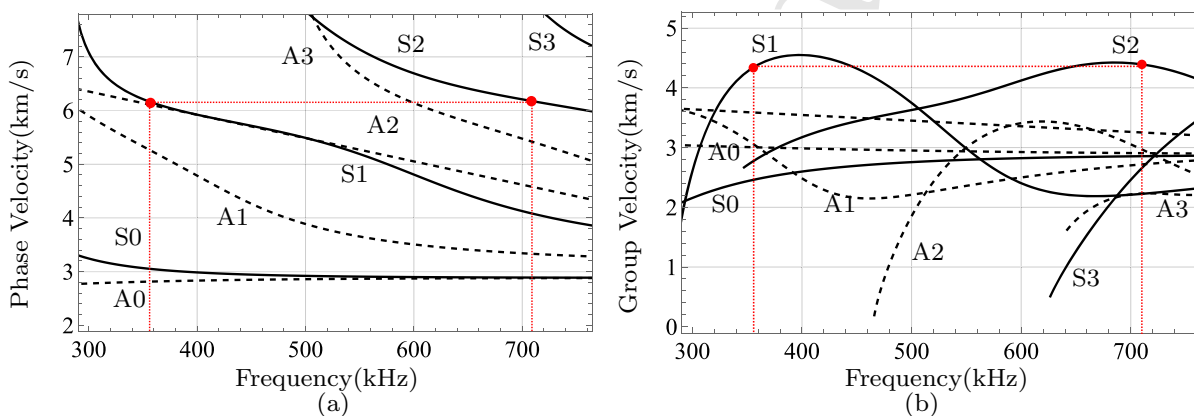 7
6
5
4
3
2
300
400
500
600
700
Phase Velocity(km/s)
Frequency(kHz)
(a)
A3
S2
S3
A2
S1
A1
S0
A0
5
4
3
2
1
0
300
400
500
600
700
Group Velocity(km/s)
Frequency(kHz)
(b)
S1
S2
A0
S0
A1
A2
A3
S3